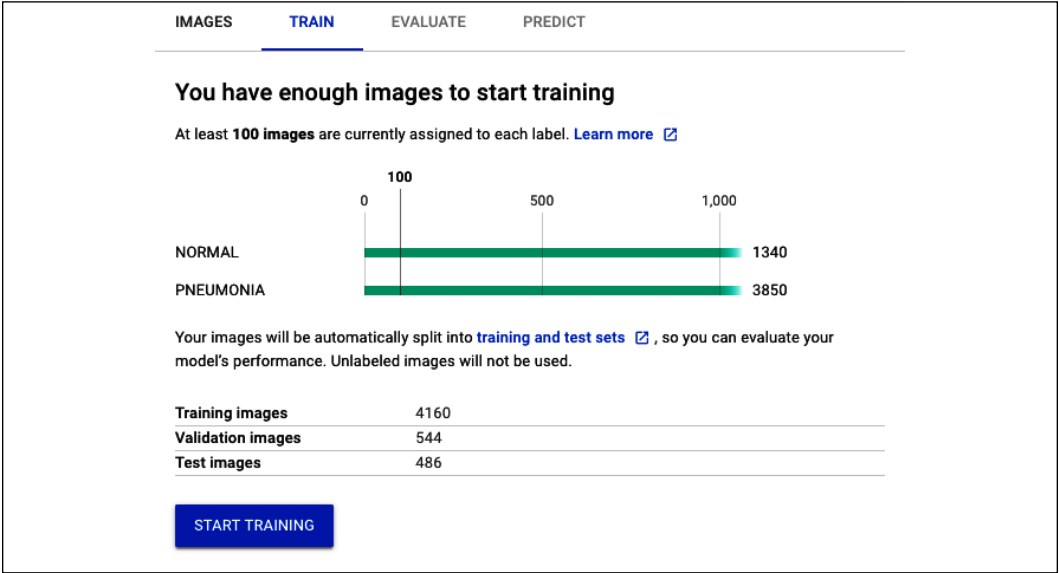 IMAGES TRAIN EVALUATE PREDICT
You have enough images to start training
At least 100 images are currently assigned to each label. Learn more
100
0 500 1,000
NORMAL 1340
PNEUMONIA 3850
Your images will be automatically split into training and test sets , so you can evaluate your
model's performance. Unlabeled images will not be used.
Training images 4160
Validation images 544
Test images 486
START TRAINING